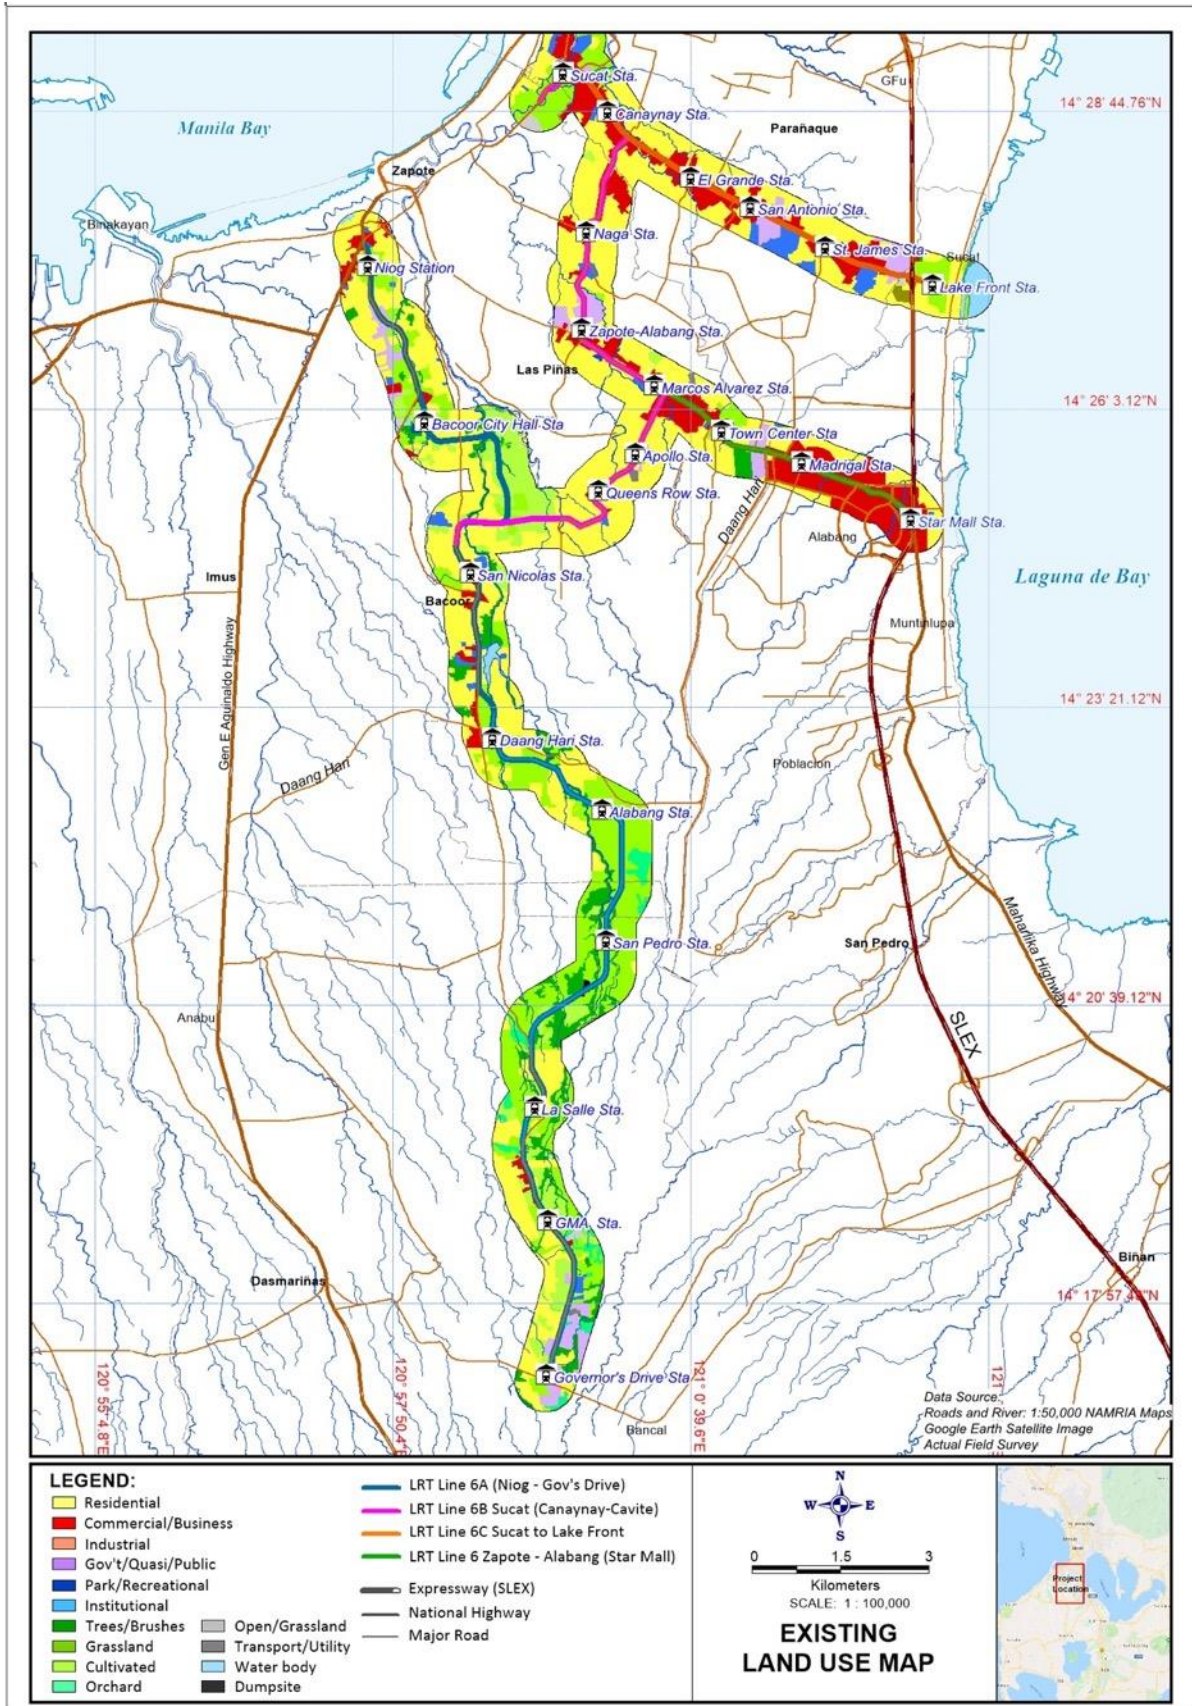 Sucat Sta.
GFu
Canaynay Sta.
14° 28' 44.76"N
Manila Bay
Parañaque
Zapote
El Grande Sta.
San Antonio Sta.
Binakayan
Naga Sta.
St. James Sta.
Sucat
Niog Station
Lake Front Sta.
Zapote-Alabang Sta.
Las Piñas
Marcos Alvarez Sta.
14° 26' 3.12"N
Bacoor City Hall Sta
Town Center Sta
Apollo Sta.
Madrigal Sta.
Queens Row Sta.
Daang Hari
Star Mall Sta.
Alabang
San Nicolas Sta.
Imus
Laguna de Bay
Bacoor
Muntinlupa
Gen E Aguinaldo Highway
14° 23' 21.12"N
Daang Hari Sta.
Daang Hari
Poblacion
Alabang Sta.
San Pedro Sta.
San Pedro
Maharlika Highway
14° 20' 39.12"N
Anabu
SLEX
La Salle Sta.
GMA Sta.
Dasmariñas
Biñan
Governor's Drive Sta
Bancal
120° 55' 4.8"E
120° 57' 50.4"E
121° 0' 39.6"E
121
Data Source:
Roads and River: 1:50,000 NAMRIA Maps
Google Earth Satellite Image
Actual Field Survey
LEGEND:
Residential
Commercial/Business
Industrial
Gov't/Quasi/Public
Park/Recreational
Institutional
Trees/Brushes
Grassland
Cultivated
Orchard
Open/Grassland
Transport/Utility
Water body
Dumpsite
LRT Line 6A (Niog - Gov's Drive)
LRT Line 6B Sucat (Canaynay-Cavite)
LRT Line 6C Sucat to Lake Front
LRT Line 6 Zapote - Alabang (Star Mall)
Expressway (SLEX)
National Highway
Major Road
N
W
E
S
0 1.5 3
Kilometers
SCALE: 1 : 100,000
EXISTING
LAND USE MAP
Project
Location